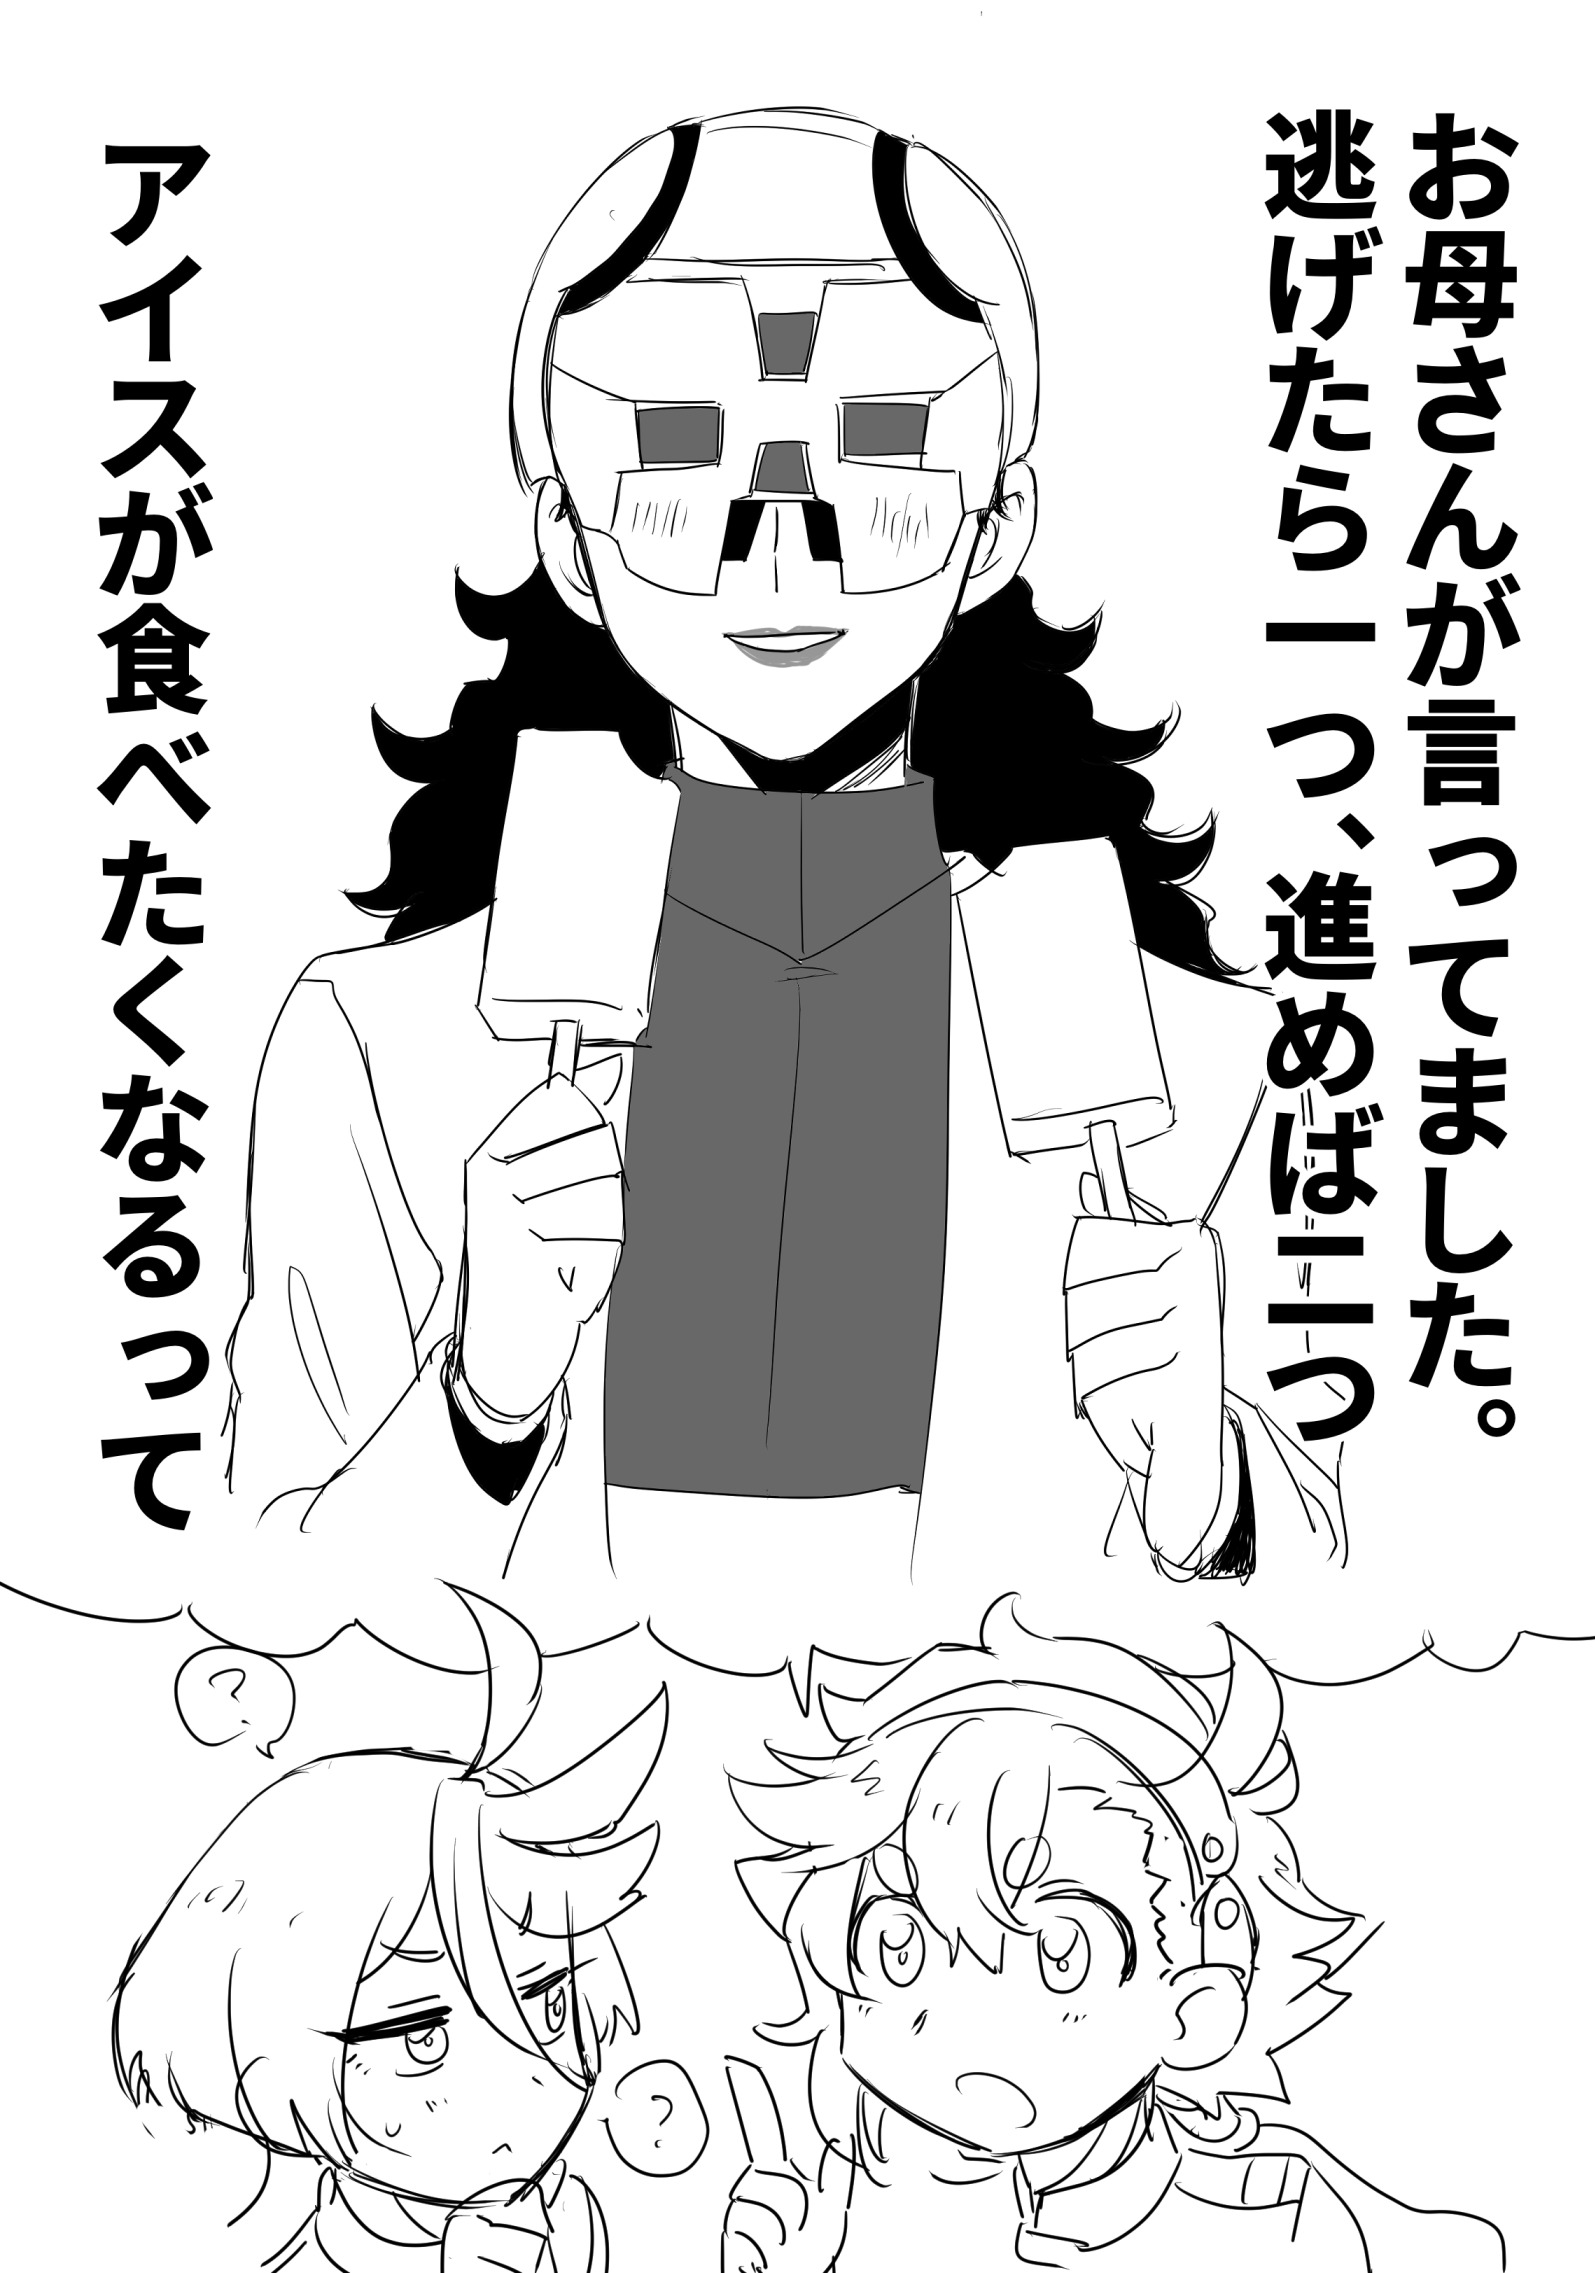 お母さんが言ってました。
逃げたら一つ、進めば二つ
アイスが食べたくなるって
?
?